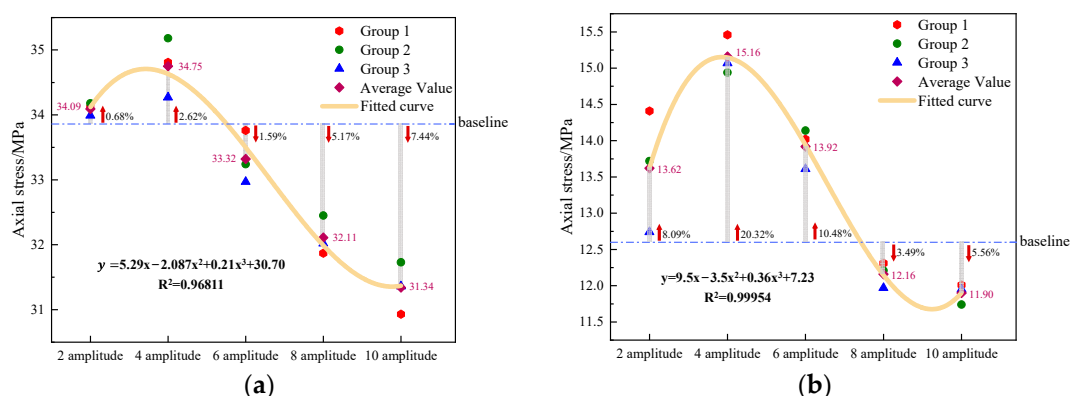 Axial stress/MPa
35
34
33
32
31
Group 1
Group 2
Group 3
Average Value
Fitted curve
34.09
0.68%
34.75
2.62%
33.32
1.59%
32.11
5.17%
31.34
7.44%
baseline
y =5.29x−2.087x²+0.21x³+30.70
R²=0.96811
2 amplitude 4 amplitude 6 amplitude 8 amplitude 10 amplitude
(a)
Axial stress/MPa
15.5
15.0
14.5
14.0
13.5
13.0
12.5
12.0
11.5
Group 1
Group 2
Group 3
Average Value
Fitted curve
13.62
8.09%
15.16
20.32%
13.92
10.48%
12.16
3.49%
11.90
5.56%
baseline
y=9.5x−3.5x²+0.36x³+7.23
R²=0.99954
2 amplitude 4 amplitude 6 amplitude 8 amplitude 10 amplitude
(b)